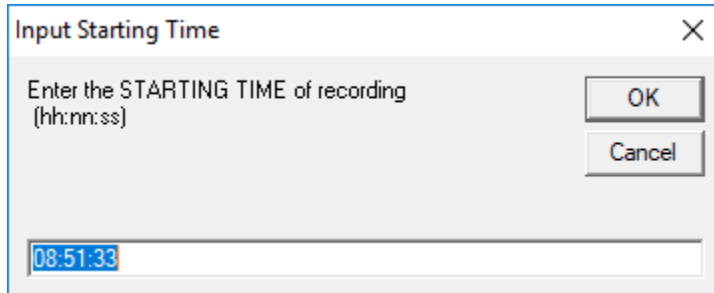 Input Starting Time
Enter the STARTING TIME of recording
(hh:nn:ss)
OK
Cancel
08:51:33